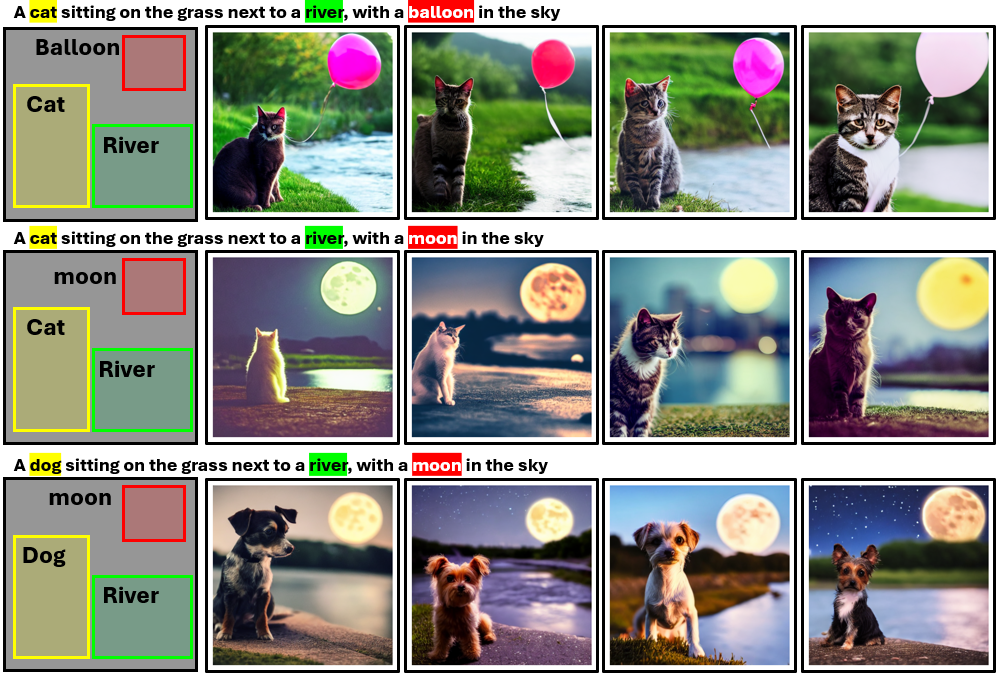 A cat sitting on the grass next to a river, with a balloon in the sky
Balloon
Cat
River
A cat sitting on the grass next to a river, with a moon in the sky
moon
Cat
River
A dog sitting on the grass next to a river, with a moon in the sky
moon
Dog
River